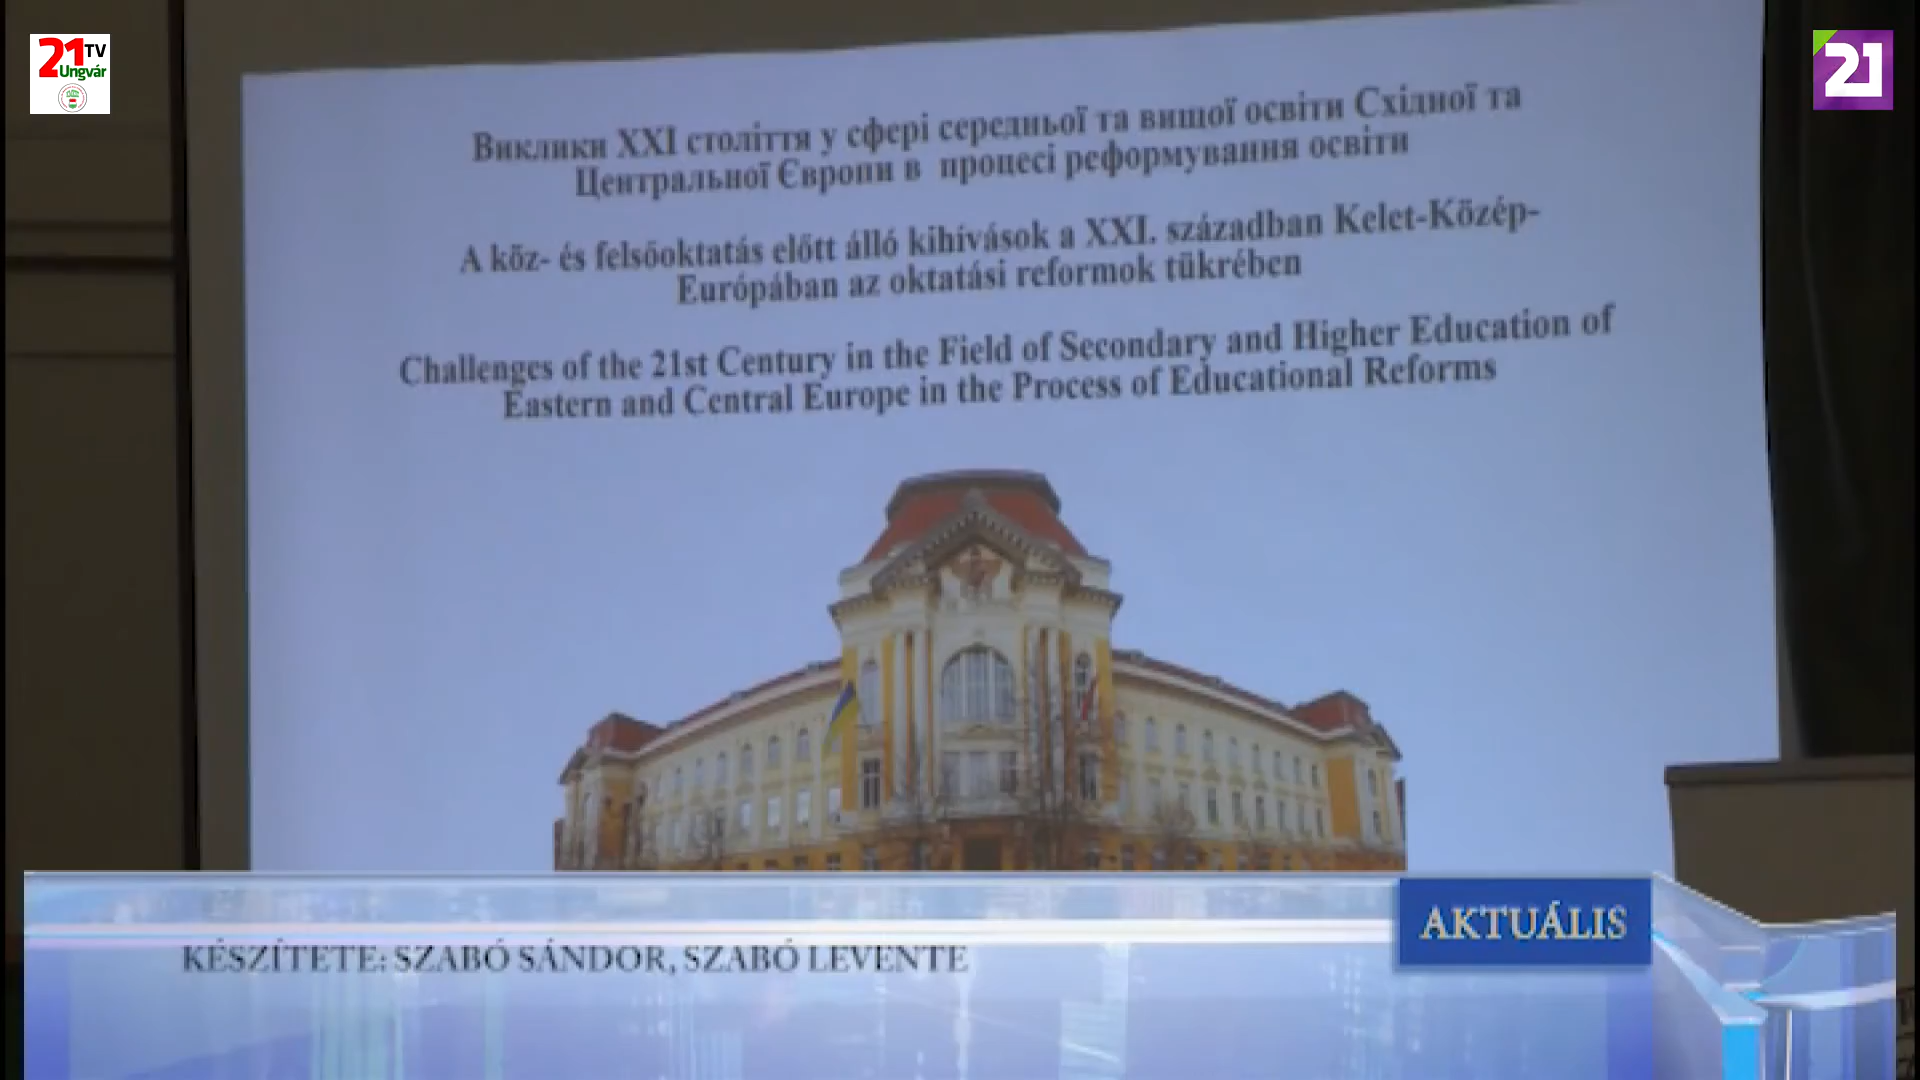 21 TV
Ungvár
21
Виклики XXI століття у сфері середньої та вищої освіти Східної та
Центральної Європи в процесі реформування освіти
A köz- és felsőoktatás előtt álló kihívások a XXI. században Kelet-Közép-
Európában az oktatási reformok tükrében
Challenges of the 21st Century in the Field of Secondary and Higher Education of
Eastern and Central Europe in the Process of Educational Reforms
AKTUÁLIS
KÉSZÍTETE: SZABÓ SÁNDOR, SZABÓ LEVENTE